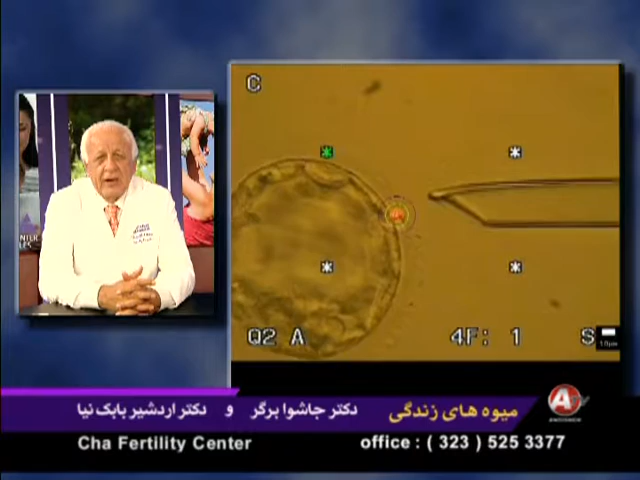 C
Q2 A
4F: 1
S
10µm
میوه های زندگی
دکتر جاشوا برگر و دکتر اردشیر بابک نیا
Cha Fertility Center
office : ( 323 ) 525 3377